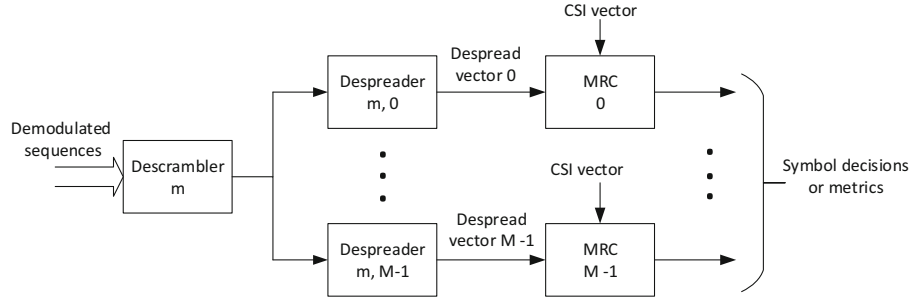 CSI vector
Despreader
m, 0
Despread
vector 0
MRC
0
Demodulated
sequences
Descrambler
m
CSI vector
Symbol decisions
or metrics
Despreader
m, M-1
Despread
vector M -1
MRC
M -1